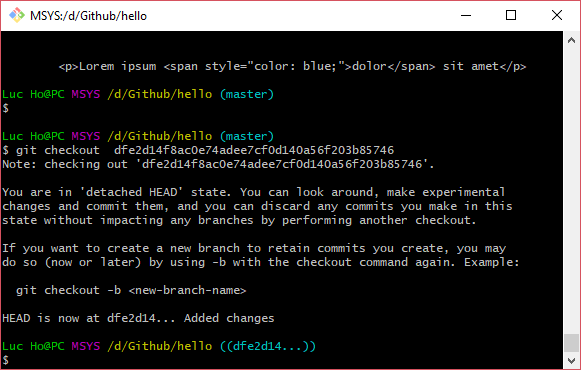 MSYS:/d/Github/hello
<p>Lorem ipsum <span style="color: blue;">dolor</span> sit amet</p>
Luc Ho@PC MSYS /d/Github/hello (master)
$
Luc Ho@PC MSYS /d/Github/hello (master)
$ git checkout  dfe2d14f8ac0e74adee7cf0d140a56f203b85746
Note: checking out 'dfe2d14f8ac0e74adee7cf0d140a56f203b85746'.
You are in 'detached HEAD' state. You can look around, make experimental
changes and commit them, and you can discard any commits you make in this
state without impacting any branches by performing another checkout.
If you want to create a new branch to retain commits you create, you may
do so (now or later) by using -b with the checkout command again. Example:
git checkout -b <new-branch-name>
HEAD is now at dfe2d14... Added changes
Luc Ho@PC MSYS /d/Github/hello ((dfe2d14...))
$